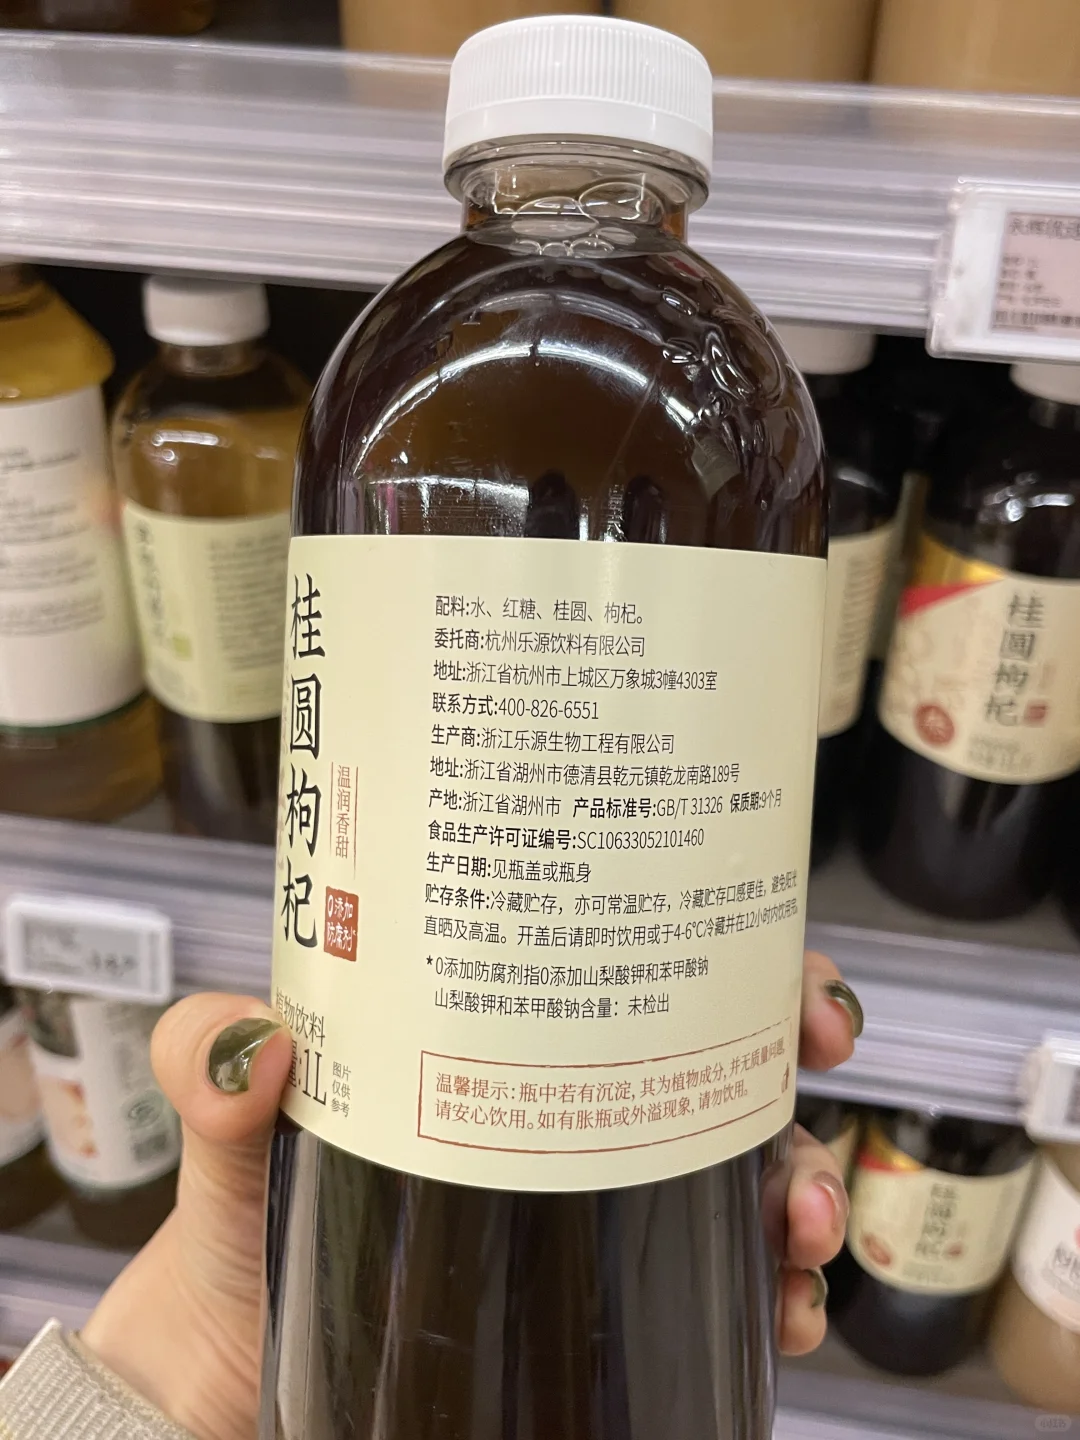 桂圆枸杞
温润香甜
0添加
防腐剂*
植物饮料
量:1L
图片
仅供
参考
配料:水、红糖、桂圆、枸杞。
委托商:杭州乐源饮料有限公司
地址:浙江省杭州市上城区万象城3幢4303室
联系方式:400-826-6551
生产商:浙江乐源生物工程有限公司
地址:浙江省湖州市德清县乾元镇乾龙南路189号
产地:浙江省湖州市 产品标准号:GB/T 31326 保质期:9个月
食品生产许可证编号:SC10633052101460
生产日期:见瓶盖或瓶身
贮存条件:冷藏贮存，亦可常温贮存，冷藏贮存口感更佳，避免阳光
直晒及高温。开盖后请即时饮用或于4-6°C冷藏并在12小时内饮用完。
*0添加防腐剂指0添加山梨酸钾和苯甲酸钠
山梨酸钾和苯甲酸钠含量：未检出
温馨提示:瓶中若有沉淀,其为植物成分,并无质量问题,
请安心饮用。如有胀瓶或外溢现象,请勿饮用。
桂圆枸杞